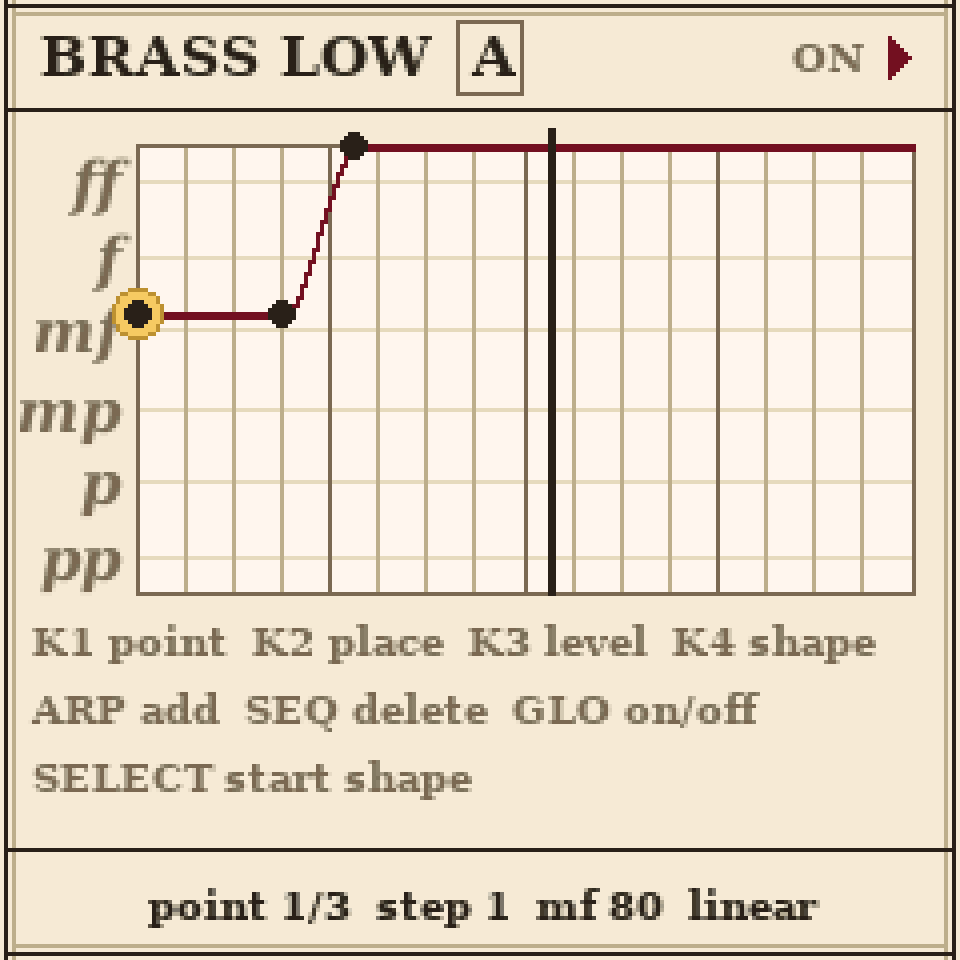 BRASS LOW A ON
ff
f
mf
mp
p
pp
K1 point K2 place K3 level K4 shape
ARP add SEQ delete GLO on/off
SELECT start shape
point 1/3 step 1 mf 80 linear